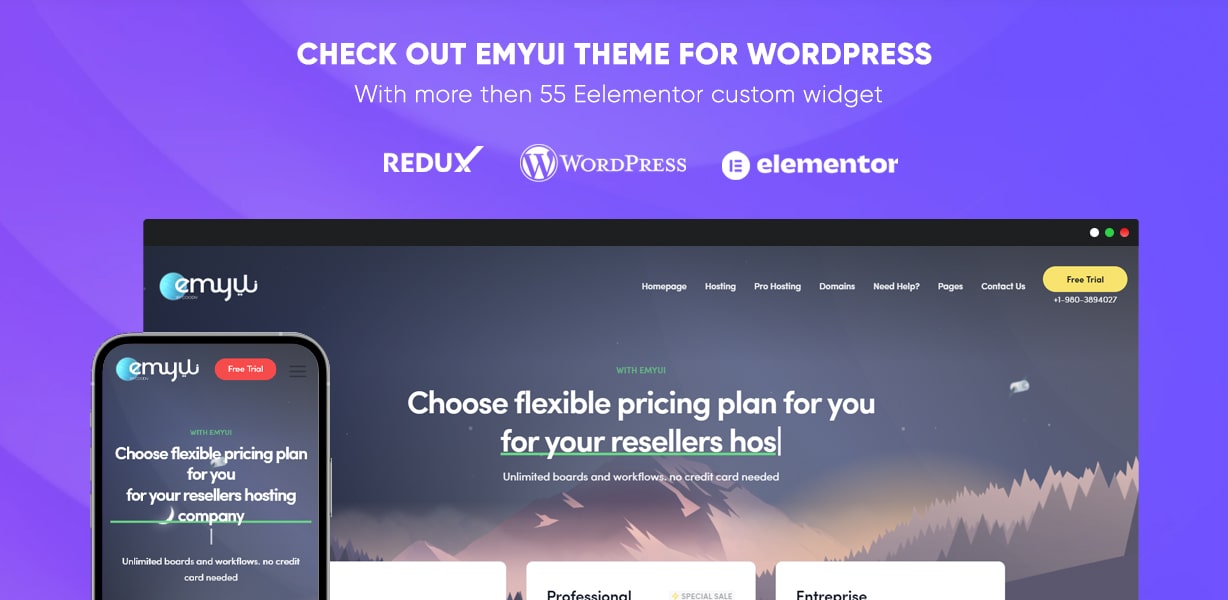 CHECK OUT EMYUI THEME FOR WORDPRESS
With more then 55 Eelementor custom widget
REDUX WORDPRESS elementor
emyui
Homepage Hosting Pro Hosting Domains Need Help? Pages Contact Us Free Trial
+1-980-3894027
WITH EMYUI
Choose flexible pricing plan for you
for your resellers hos|
Unlimited boards and workflows. no credit card needed
Professional SPECIAL SALE
Enterprise
emyui Free Trial
WITH EMYUI
Choose flexible pricing plan
for you
for your resellers hosting
company
|
Unlimited boards and workflows. no credit
card needed